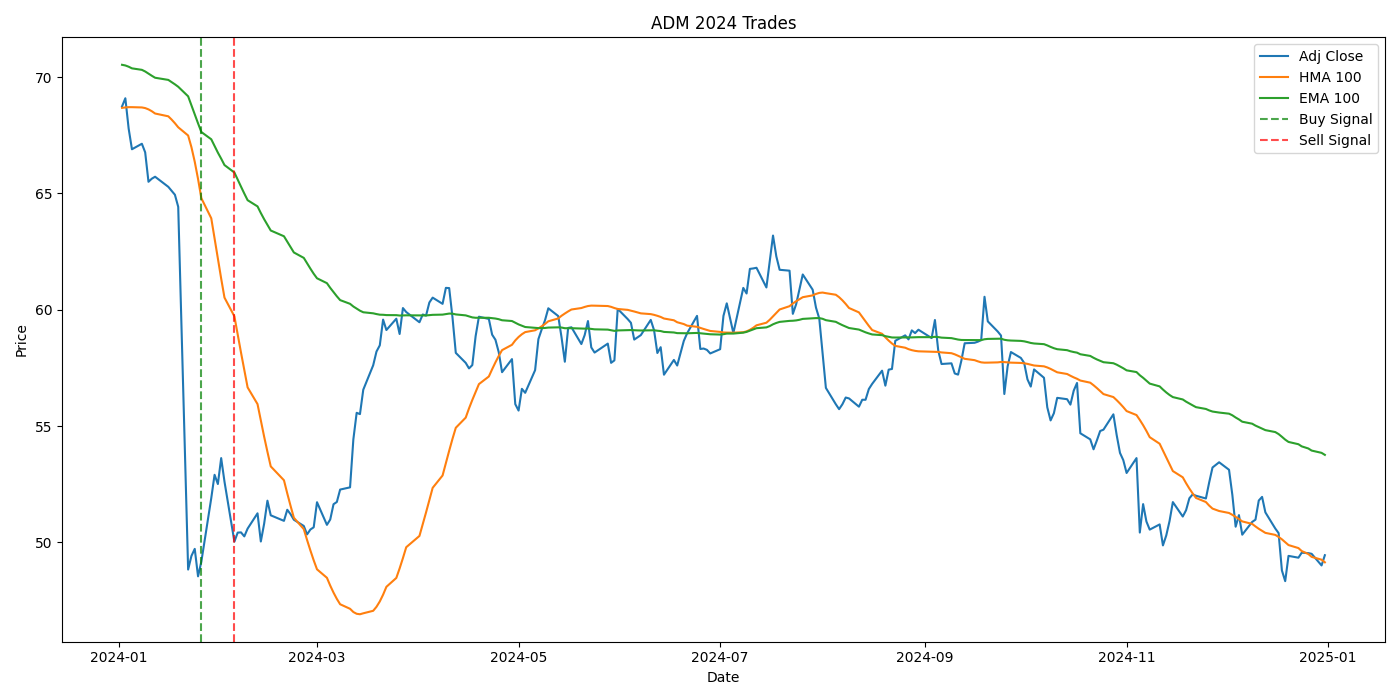 ADM 2024 Trades
Adj Close
HMA 100
EMA 100
Buy Signal
Sell Signal
Price
70
65
60
55
50
2024-01
2024-03
2024-05
2024-07
2024-09
2024-11
2025-01
Date